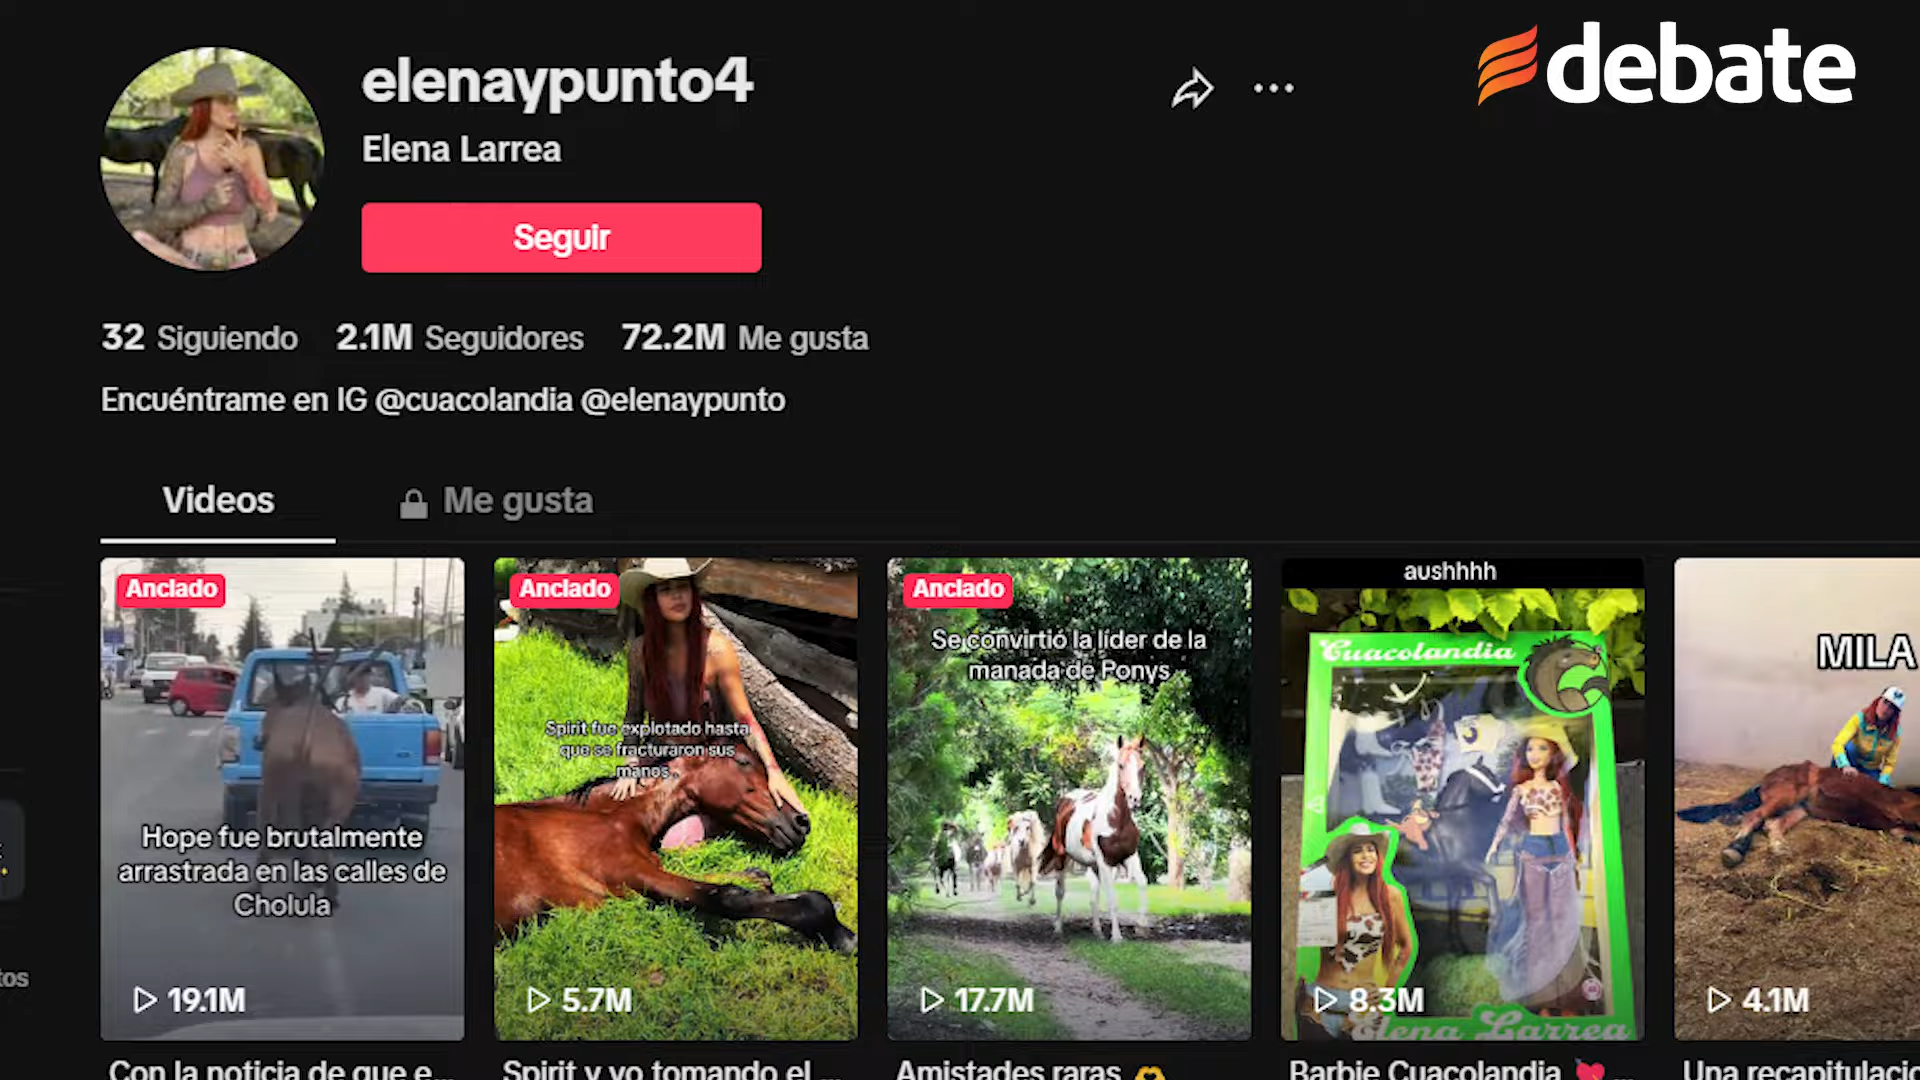 debate
elenaypunto4
Elena Larrea
Seguir
32 Siguiendo 2.1M Seguidores 72.2M Me gusta
Encuéntrame en IG @cuacolandia @elenaypunto
Videos
Me gusta
Anclado
Hope fue brutalmente
arrastrada en las calles de
Cholula
19.1M
Anclado
Spirit fue explotado hasta
que se fracturaron sus
manos..
5.7M
Anclado
Se convirtió la líder de la
manada de Ponys
17.7M
aushhhh
Cuacolandia
8.3M
Elena Larrea
MILA
4.1M
tos
Con la noticia de que e...
Spirit y yo tomando el ...
Amistades raras 🫶
Barbie Cuacolandia 💘 ...
Una recapitulacio